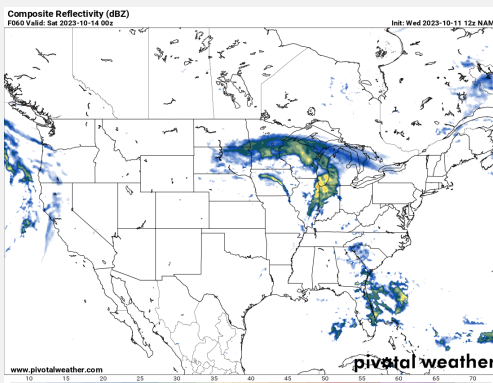 Composite Reflectivity (dBZ)
F060 Valid: Sat 2023-10-14 00z Init: Wed 2023-10-11 12z NAM
www.pivotalweather.com pivotal weather
10 15 20 25 30 35 40 45 50 55 60 65 70